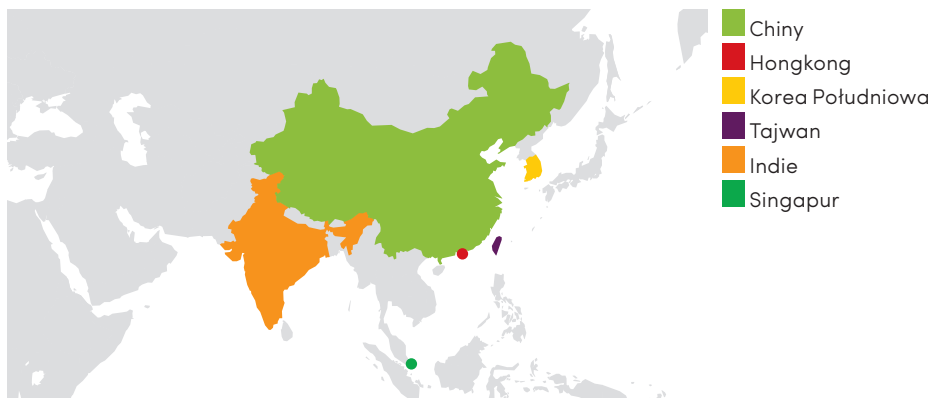 Chiny
Hongkong
Korea Południowa
Tajwan
Indie
Singapur